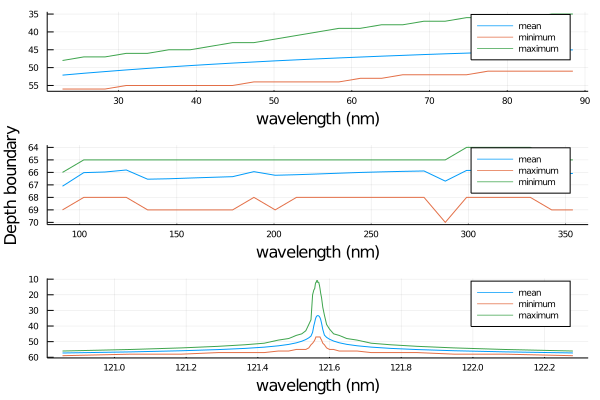 35
40
45
50
55
mean
minimum
maximum
30
40
50
60
70
80
90
wavelength (nm)
Depth boundary
64
65
66
67
68
69
70
mean
maximum
minimum
100
150
200
250
300
350
wavelength (nm)
10
20
30
40
50
60
mean
minimum
maximum
121.0
121.2
121.4
121.6
121.8
122.0
122.2
wavelength (nm)